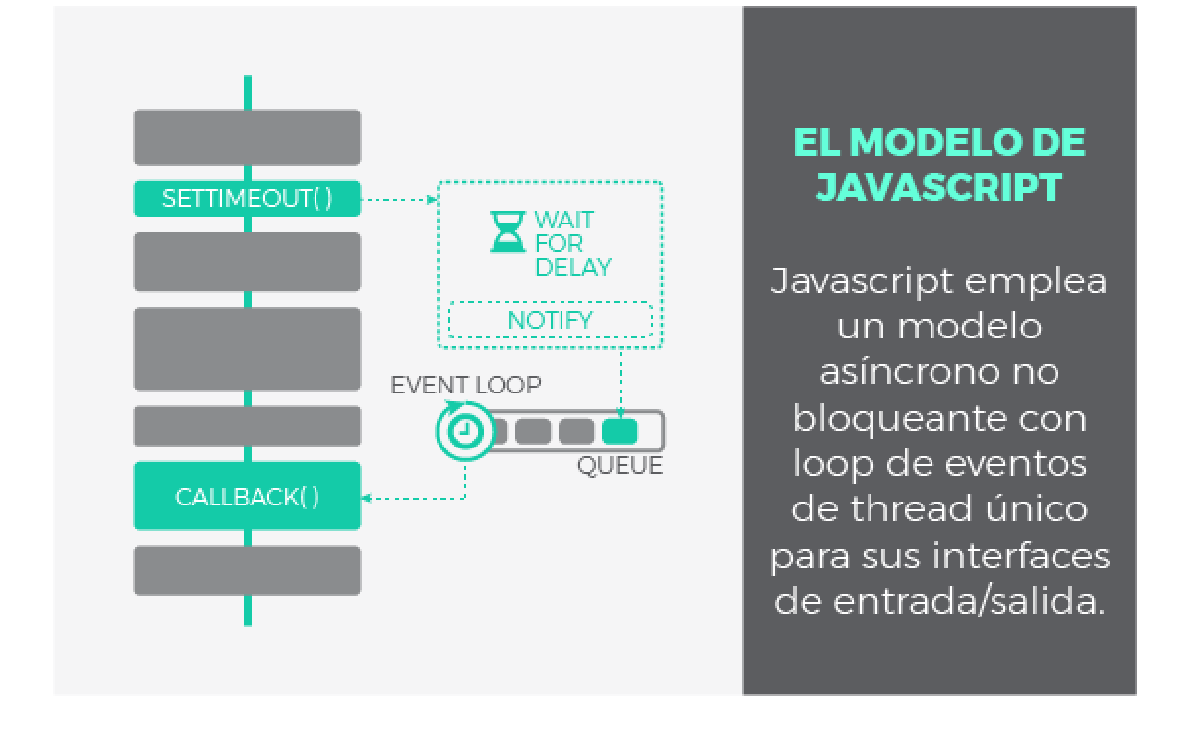 SETTIMEOUT( )
WAIT
FOR
DELAY
NOTIFY
EVENT LOOP
QUEUE
CALLBACK( )
EL MODELO DE
JAVASCRIPT
Javascript emplea
un modelo
asíncrono no
bloqueante con
loop de eventos
de thread único
para sus interfaces
de entrada/salida.